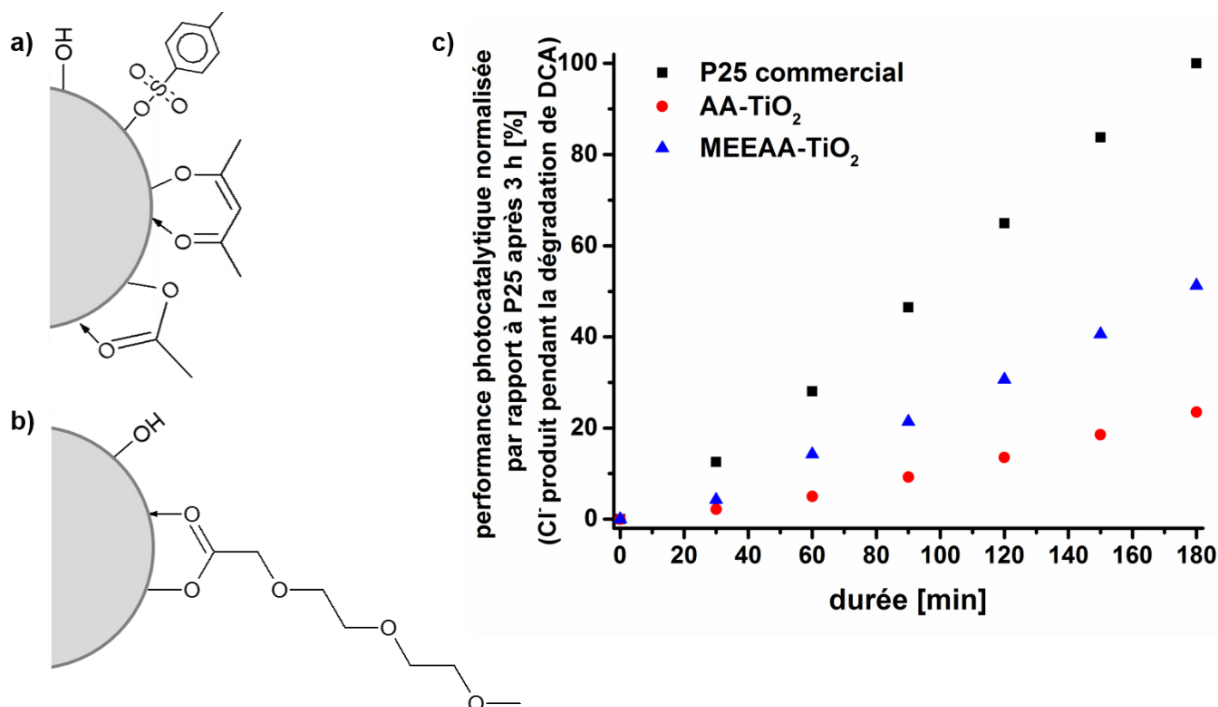 a)
HO
O
S
O
O
O
O
O
O
b)
OH
O
O
O
O
O
c)
performance photocatalytique normalisée
par rapport à P25 après 3 h [%]
(Cl⁻ produit pendant la dégradation de DCA)
P25 commercial
AA-TiO₂
MEEAA-TiO₂
100
80
60
40
20
0
0 20 40 60 80 100 120 140 160 180
durée [min]